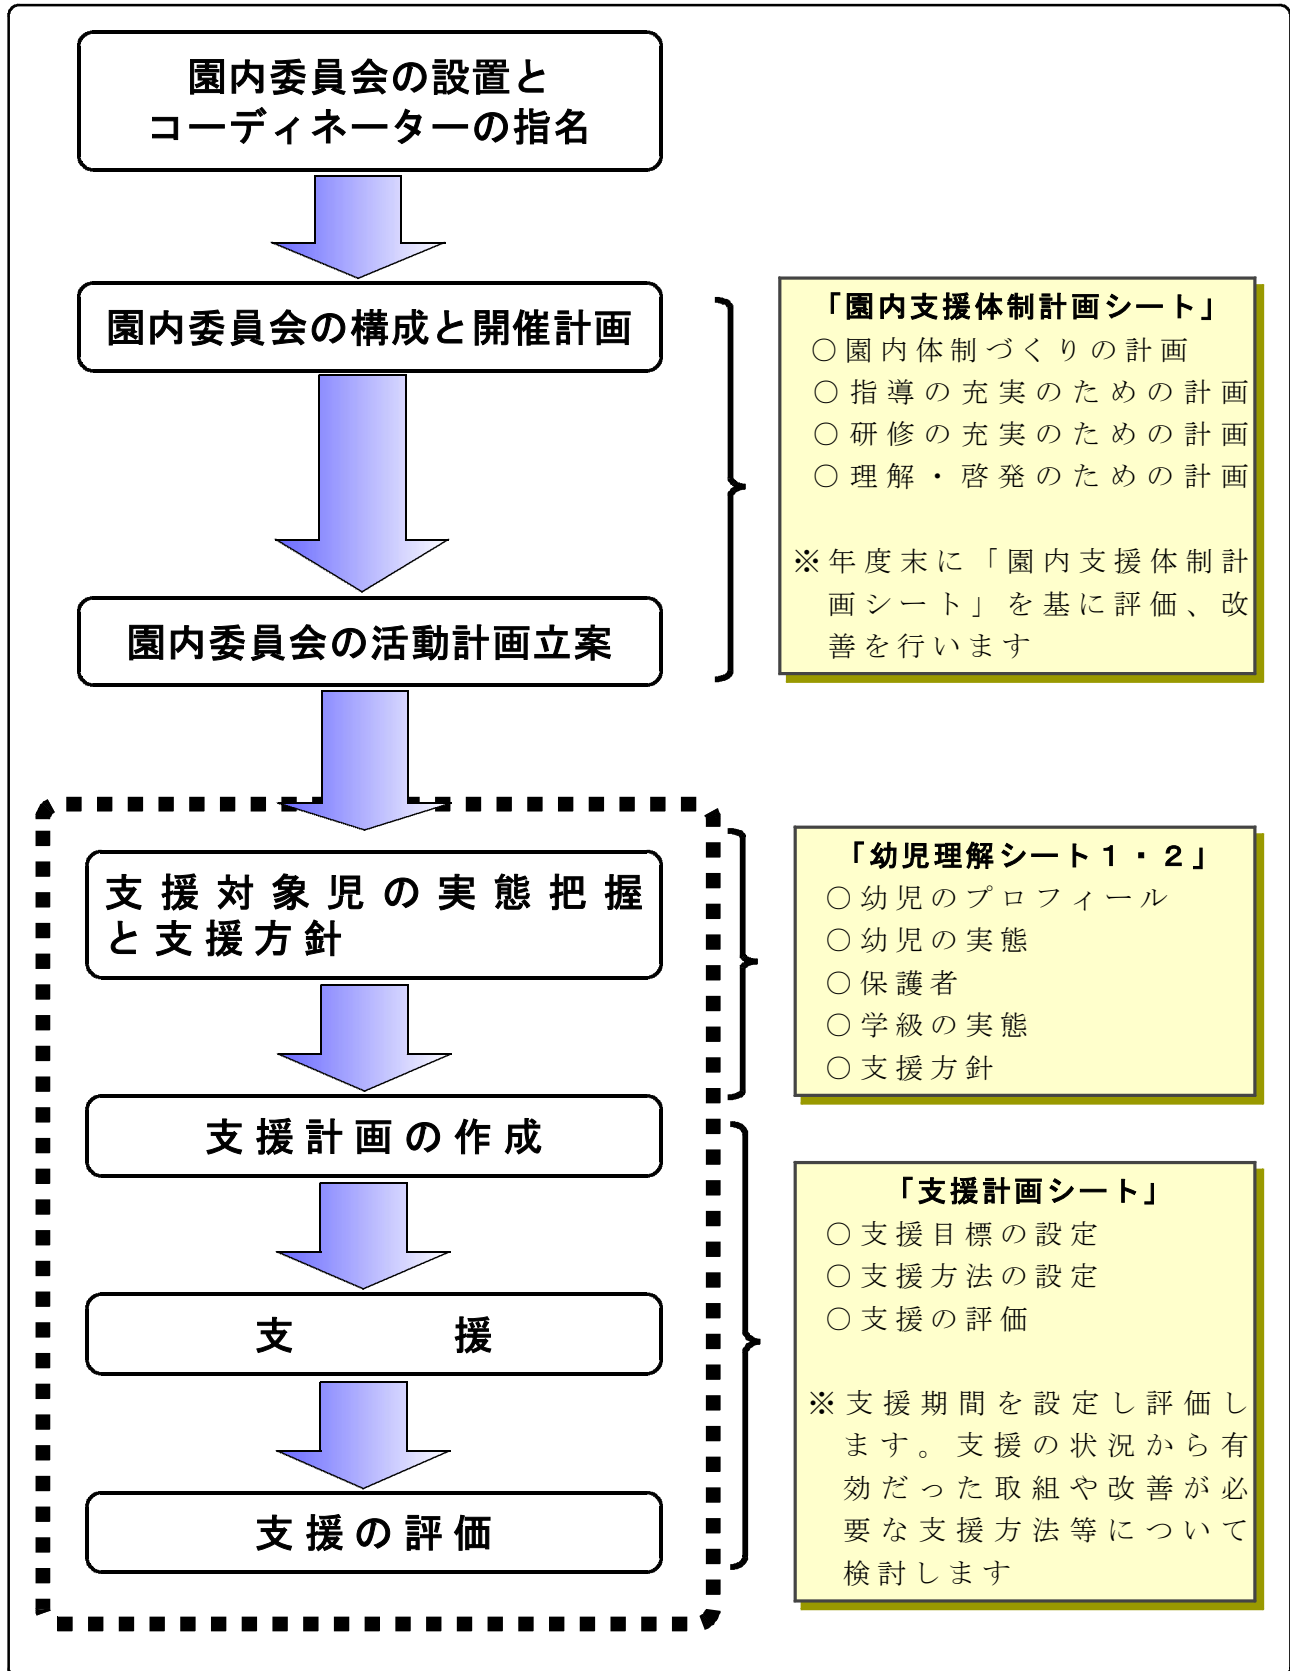 園内委員会の設置と
コーディネーターの指名
園内委員会の構成と開催計画
「園内支援体制計画シート」
○園内体制づくりの計画
○指導の充実のための計画
○研修の充実のための計画
○理解・啓発のための計画
※年度末に「園内支援体制計
画シート」を基に評価、改
善を行います
園内委員会の活動計画立案
支援対象児の実態把握
と支援方針
「幼児理解シート１・２」
○幼児のプロフィール
○幼児の実態
○保護者
○学級の実態
○支援方針
支援計画の作成
「支援計画シート」
○支援目標の設定
○支援方法の設定
○支援の評価
※支援期間を設定し評価し
ます。支援の状況から有
効だった取組や改善が必
要な支援方法等について
検討します
支　　　　援
支援の評価